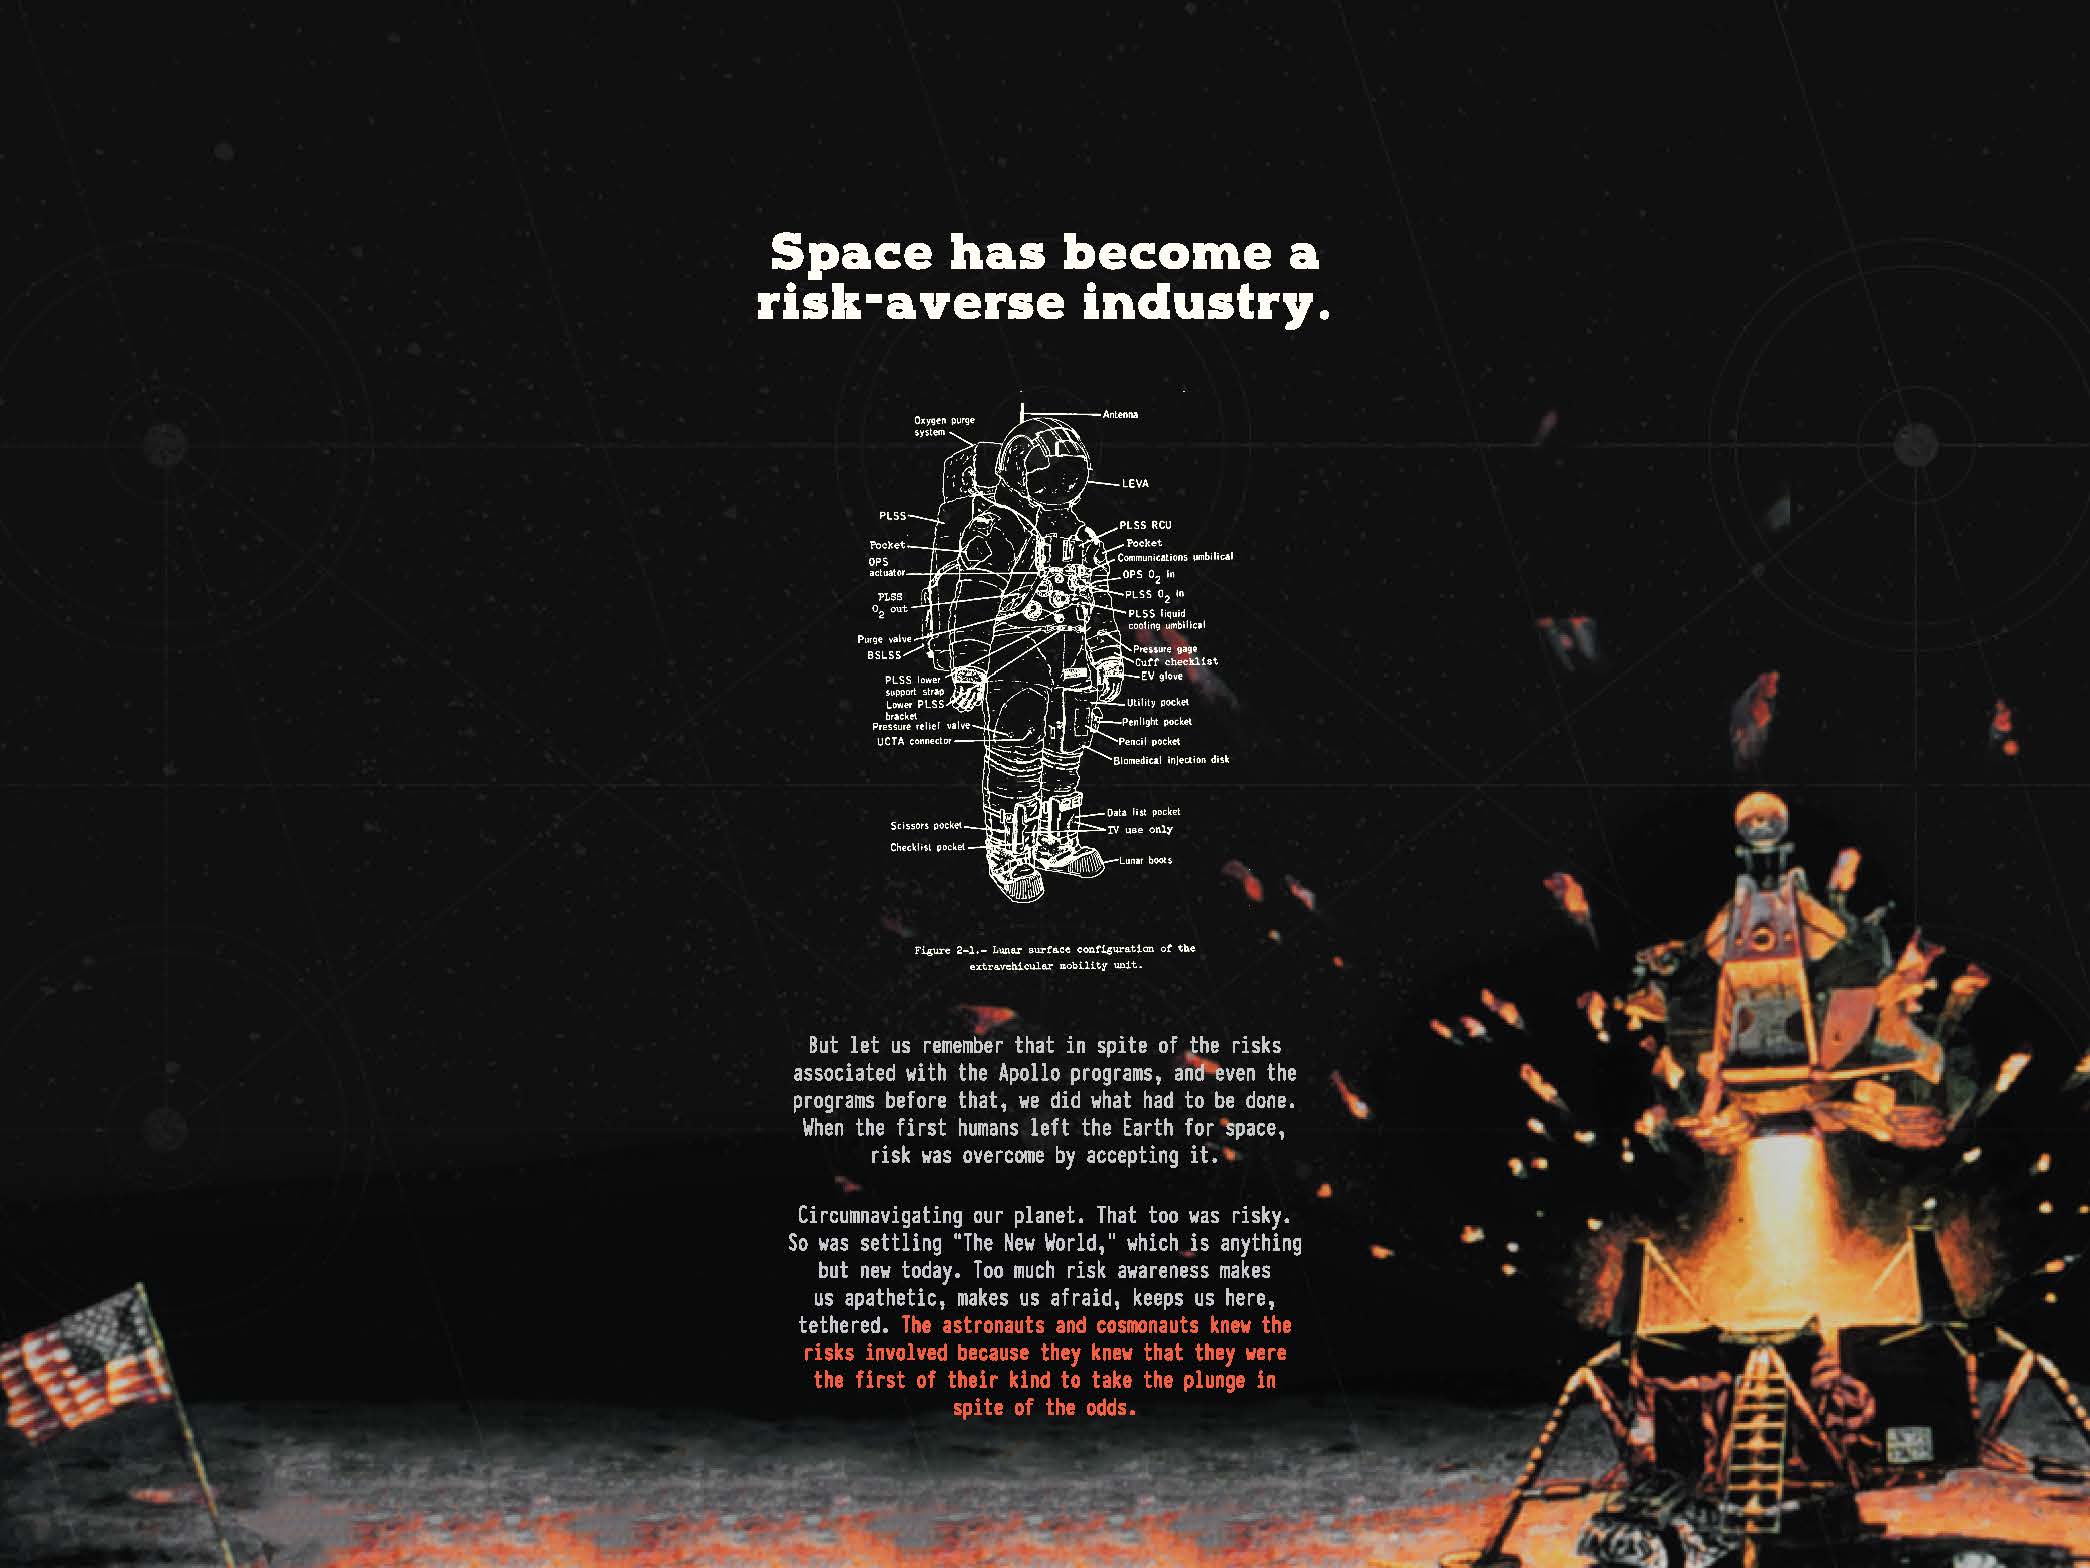 Space has become a
risk-averse industry.
Antenna
Oxygen purge
system
LEVA
PLSS
PLSS RCU
Pocket
Pocket
Communications umbilical
OPS
actuator
OPS O2 in
PLSS
O2 out
PLSS O2 in
PLSS liquid
cooling umbilical
Purge valve
BSLSS
Pressure gage
Cuff checklist
EV glove
PLSS lower
support strap
Lower PLSS
bracket
Utility pocket
Pressure relief valve
Penlight pocket
UCTA connector
Pencil pocket
Biomedical injection disk
Data list pocket
Scissors pocket
IV use only
Checklist pocket
Lunar boots
Figure 2-1.- Lunar surface configuration of the
extravehicular mobility unit.
But let us remember that in spite of the risks
associated with the Apollo programs, and even the
programs before that, we did what had to be done.
When the first humans left the Earth for space,
risk was overcome by accepting it.
Circumnavigating our planet. That too was risky.
So was settling "The New World," which is anything
but new today. Too much risk awareness makes
us apathetic, makes us afraid, keeps us here,
tethered. The astronauts and cosmonauts knew the
risks involved because they knew that they were
the first of their kind to take the plunge in
spite of the odds.